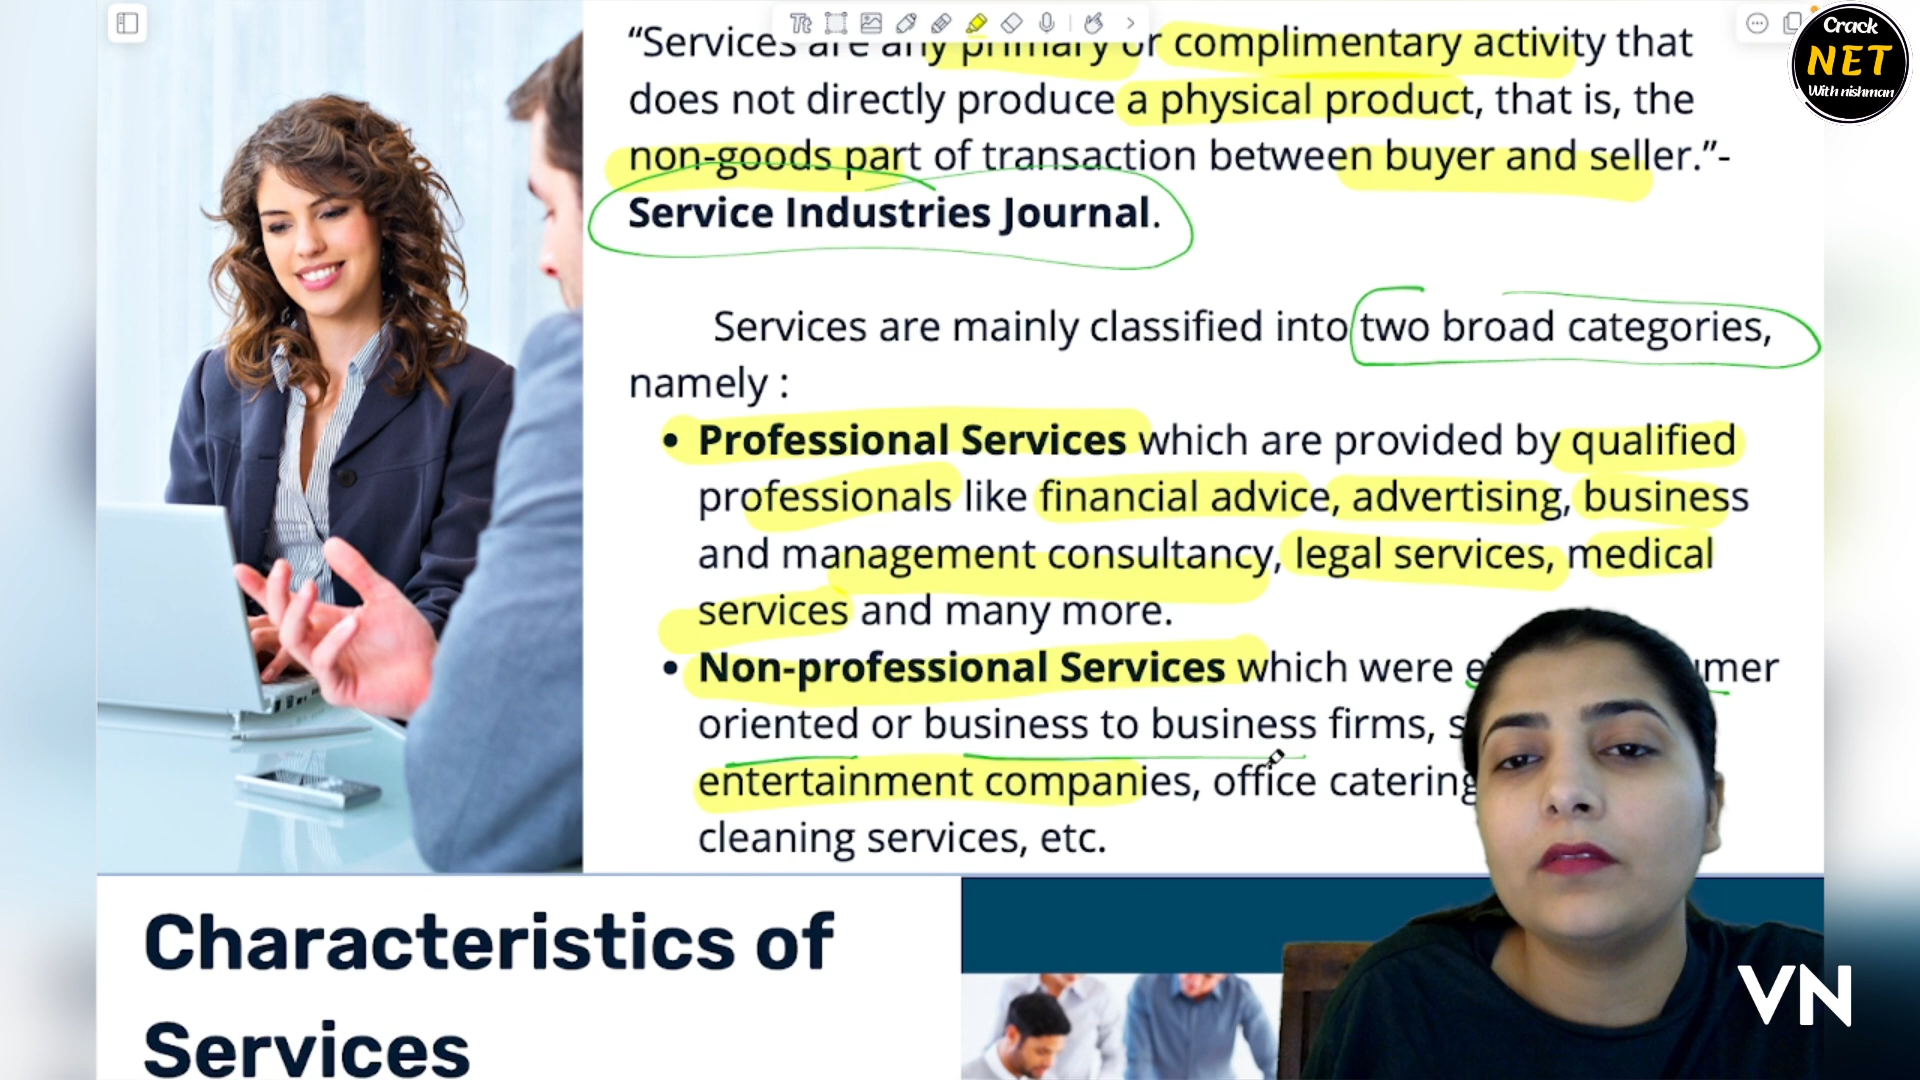 Crack
NET
With nishman
“Services are any primary or complimentary activity that
does not directly produce a physical product, that is, the
non-goods part of transaction between buyer and seller.”-
Service Industries Journal.
Services are mainly classified into two broad categories,
namely :
• Professional Services which are provided by qualified
professionals like financial advice, advertising, business
and management consultancy, legal services, medical
services and many more.
• Non-professional Services which were
oriented or business to business firms,
entertainment companies, office catering
cleaning services, etc.
Characteristics of
Services
VN